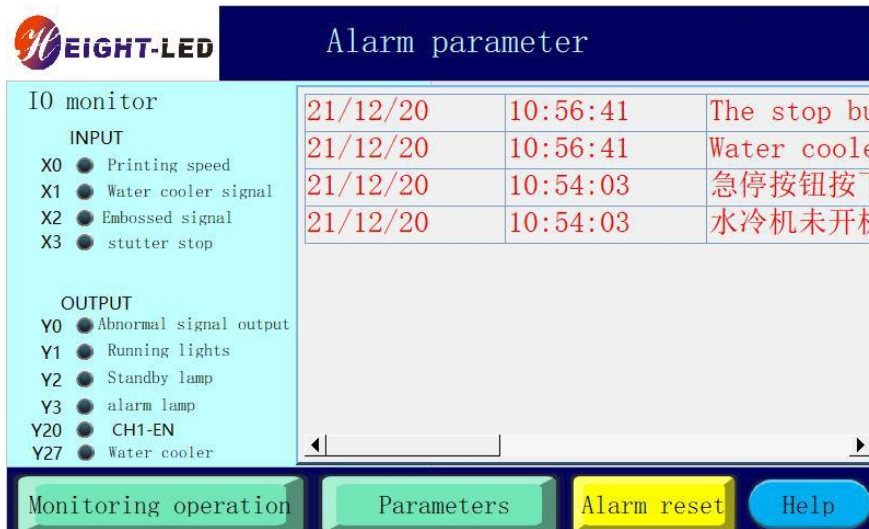 HEIGHT-LED
Alarm parameter
IO monitor
INPUT
X0 Printing speed
X1 Water cooler signal
X2 Embossed signal
X3 stutter stop
OUTPUT
Y0 Abnormal signal output
Y1 Running lights
Y2 Standby lamp
Y3 alarm lamp
Y20 CH1-EN
Y27 Water cooler
21/12/20 10:56:41 The stop
21/12/20 10:56:41 Water
21/12/20 10:54:03 急停按钮按
21/12/20 10:54:03 水冷机未开
Monitoring operation
Parameters
Alarm reset
Help